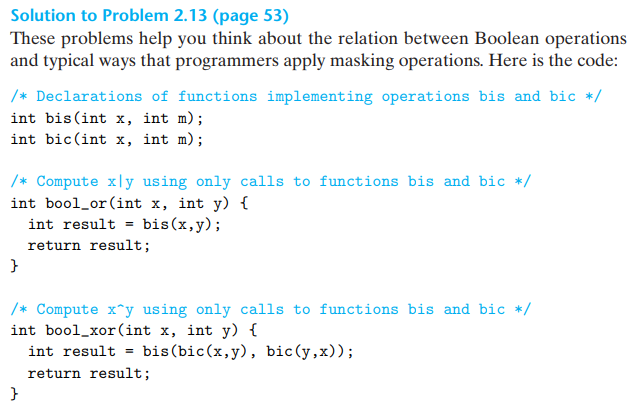 Solution to Problem 2.13 (page 53)
These problems help you think about the relation between Boolean operations
and typical ways that programmers apply masking operations. Here is the code:
/* Declarations of functions implementing operations bis and bic */
int bis(int x, int m);
int bic(int x, int m);
/* Compute x|y using only calls to functions bis and bic */
int bool_or(int x, int y) {
int result = bis(x,y);
return result;
}
/* Compute x^y using only calls to functions bis and bic */
int bool_xor(int x, int y) {
int result = bis(bic(x,y), bic(y,x));
return result;
}